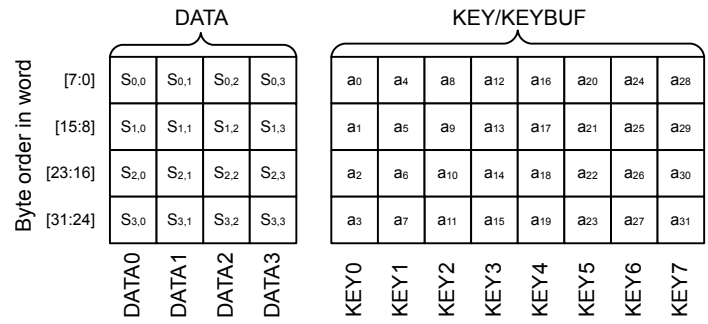 DATA KEY/KEYBUF
Byte order in word
[7:0] S0,0 S0,1 S0,2 S0,3 a0 a4 a8 a12 a16 a20 a24 a28
[15:8] S1,0 S1,1 S1,2 S1,3 a1 a5 a9 a13 a17 a21 a25 a29
[23:16] S2,0 S2,1 S2,2 S2,3 a2 a6 a10 a14 a18 a22 a26 a30
[31:24] S3,0 S3,1 S3,2 S3,3 a3 a7 a11 a15 a19 a23 a27 a31
DATA0 DATA1 DATA2 DATA3 KEY0 KEY1 KEY2 KEY3 KEY4 KEY5 KEY6 KEY7